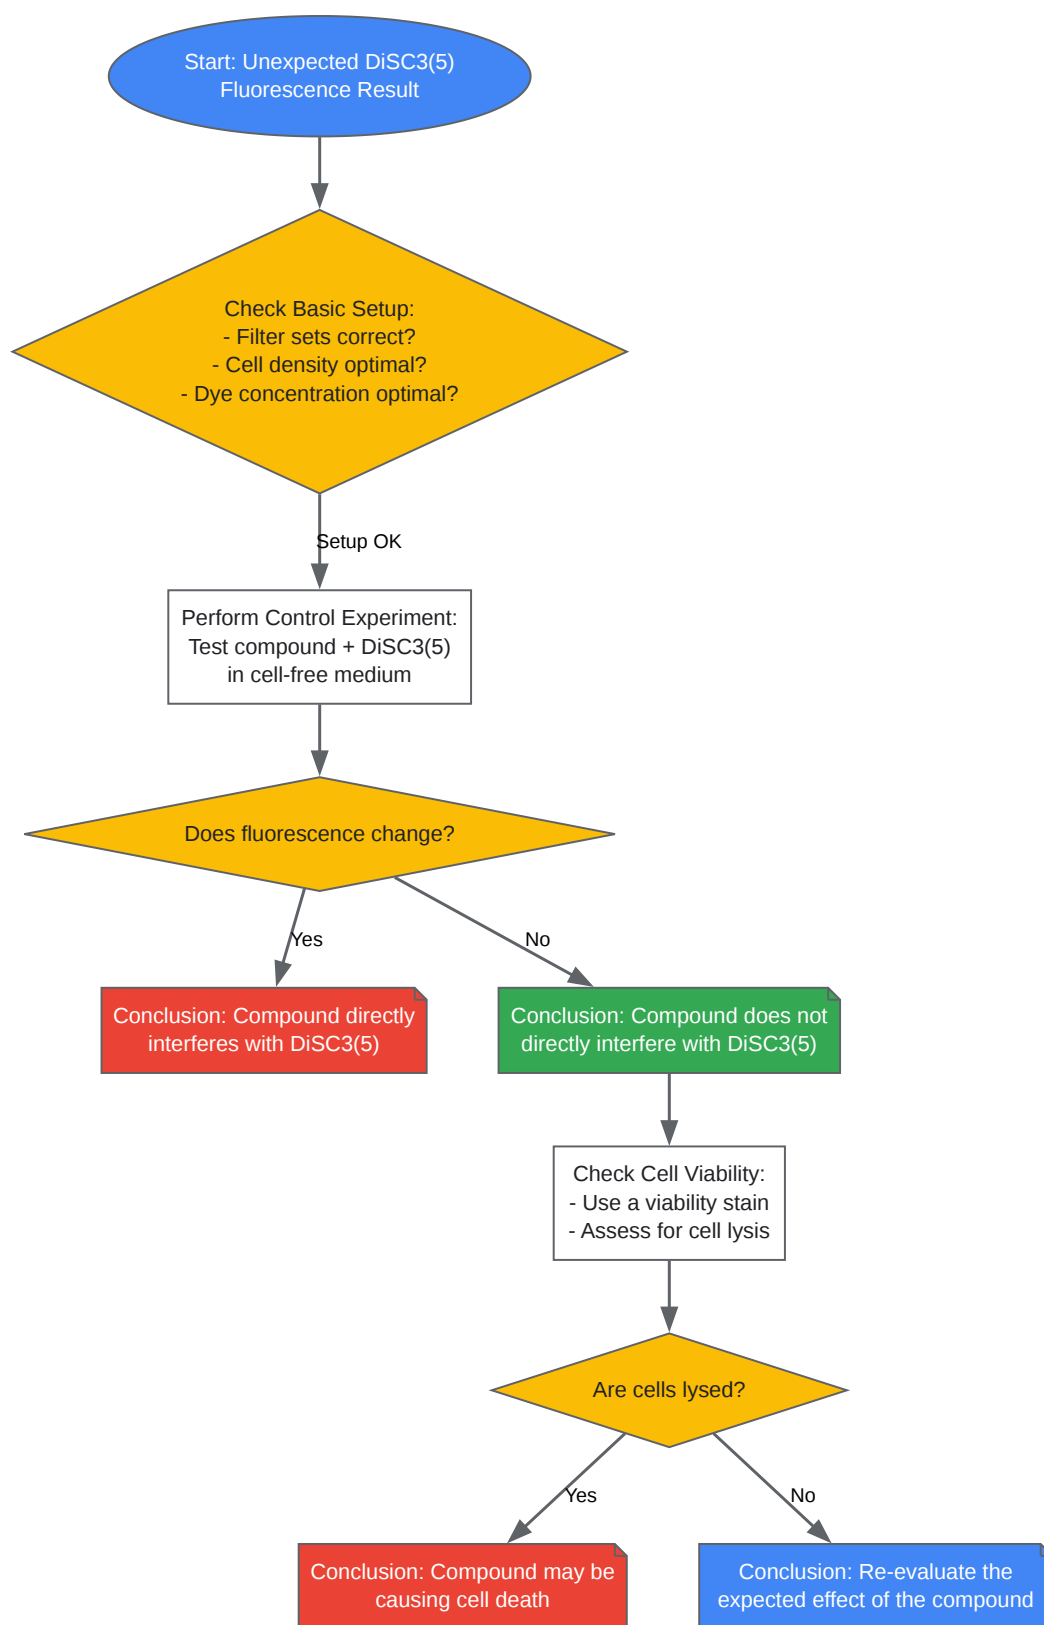 Start: Unexpected DiSC3(5)
Fluorescence Result
Check Basic Setup:
- Filter sets correct?
- Cell density optimal?
- Dye concentration optimal?
Setup OK
Perform Control Experiment:
Test compound + DiSC3(5)
in cell-free medium
Does fluorescence change?
Yes
No
Conclusion: Compound directly
interferes with DiSC3(5)
Conclusion: Compound does not
directly interfere with DiSC3(5)
Check Cell Viability:
- Use a viability stain
- Assess for cell lysis
Are cells lysed?
Yes
No
Conclusion: Compound may be
causing cell death
Conclusion: Re-evaluate the
expected effect of the compound